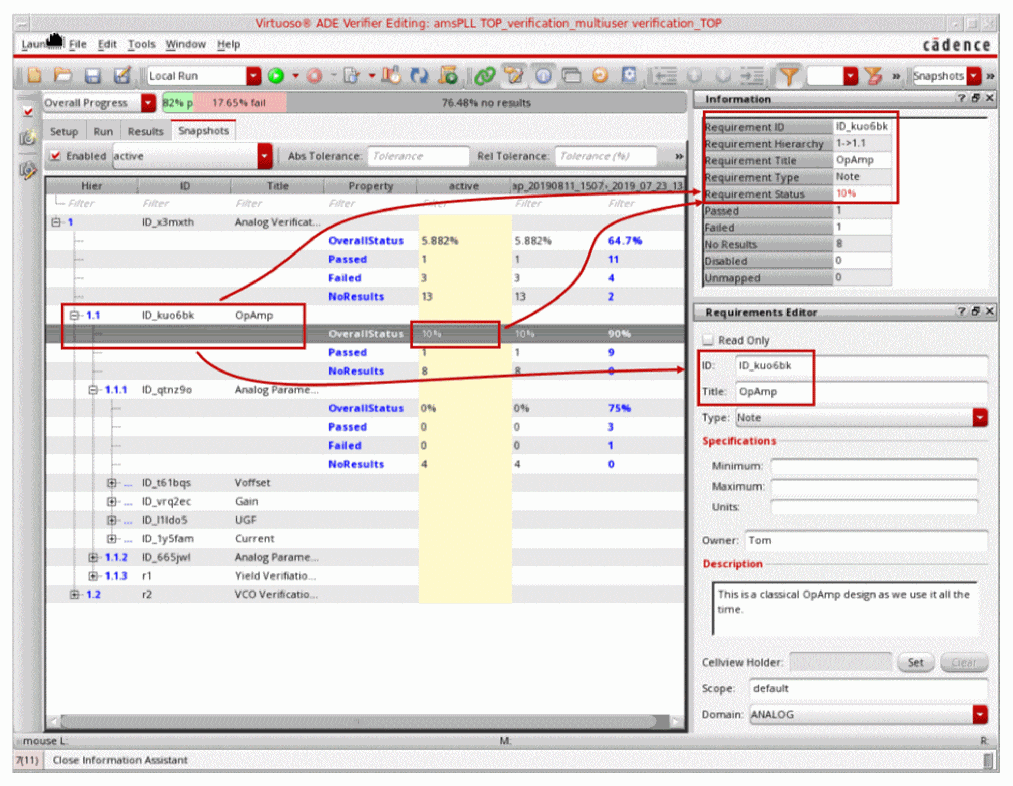 Virtuoso® ADE Verifier Editing: amsPLL TOP_verification_multiuser verification_TOP
File Edit Tools Window Help
cādence
Local Run
»
Snapshots
»
Overall Progress
82% p
17.65% fail
76.48% no results
Setup Run Results Snapshots
Enabled
active
Abs Tolerance:
Tolerance
Rel Tolerance:
Tolerance (%)
»
Hier ID Title Property active ap_20190811_1507 _2019_07_23_13
Filter Filter Filter Filter Filter Filter
1 ID_x3mxth Analog Verificat...
OverallStatus 5.882% 5.882% 64.7%
Passed 1 1 11
Failed 3 3 4
NoResults 13 13 2
1.1 ID_kuo6bk OpAmp
OverallStatus 10% 10% 90%
Passed 1 1 9
NoResults 8 8 0
1.1.1 ID_qtnz9o Analog Parame...
OverallStatus 0% 0% 75%
Passed 0 0 3
Failed 0 0 1
NoResults 4 4 0
... ID_t61bqs Voffset
... ID_vrq2ec Gain
... UGF
... ID_1y5fam Current
1.1.2 ID_665jwl Analog Parame...
1.1.3 r1 Yield Verifiatio...
1.2 r2 VCO Verificatio...
Information
Requirement ID ID_kuo6bk
Requirement Hierarchy 1->1.1
Requirement Title OpAmp
Requirement Type Note
Requirement Status 10%
Passed 1
Failed 1
No Results 8
Disabled 0
Unmapped 0
Requirements Editor
Read Only
ID: ID_kuo6bk
Title: OpAmp
Type: Note
Specifications
Minimum:
Maximum:
Units:
Owner: Tom
Description
This is a classical OpAmp design as we use it all the
time.
Cellview Holder:
Set
Clear
Scope: default
Domain: ANALOG
mouse L: M: R:
7(11) Close Information Assistant